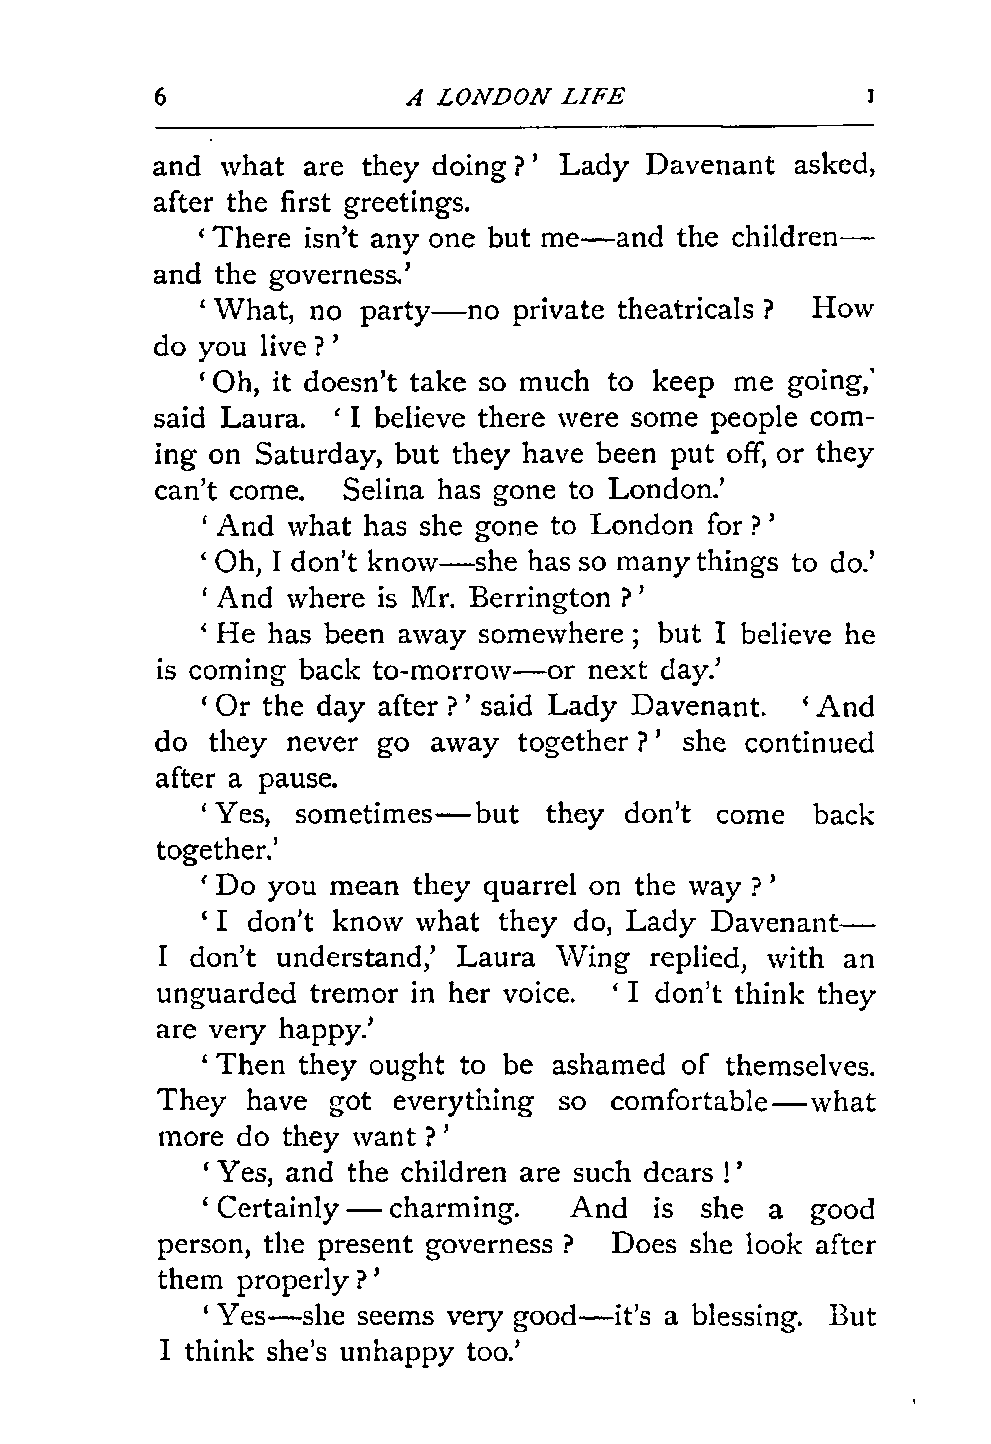 6 A LONDON LIFE I
and what are they doing?' Lady Davenant asked,
after the first greetings.
'There isn't any one but me—and the children—
and the governess.'
'What, no party—no private theatricals? How
do you live?'
'Oh, it doesn't take so much to keep me going,'
said Laura. 'I believe there were some people com-
ing on Saturday, but they have been put off, or they
can't come. Selina has gone to London.'
'And what has she gone to London for?'
'Oh, I don't know—she has so many things to do.'
'And where is Mr. Berrington?'
'He has been away somewhere; but I believe he
is coming back to-morrow—or next day.'
'Or the day after?' said Lady Davenant. 'And
do they never go away together?' she continued
after a pause.
'Yes, sometimes—but they don't come back
together.'
'Do you mean they quarrel on the way?'
'I don't know what they do, Lady Davenant—
I don't understand,' Laura Wing replied, with an
unguarded tremor in her voice. 'I don't think they
are very happy.'
'Then they ought to be ashamed of themselves.
They have got everything so comfortable—what
more do they want?'
'Yes, and the children are such dears!'
'Certainly—charming. And is she a good
person, the present governess? Does she look after
them properly?'
'Yes—she seems very good—it's a blessing. But
I think she's unhappy too.'